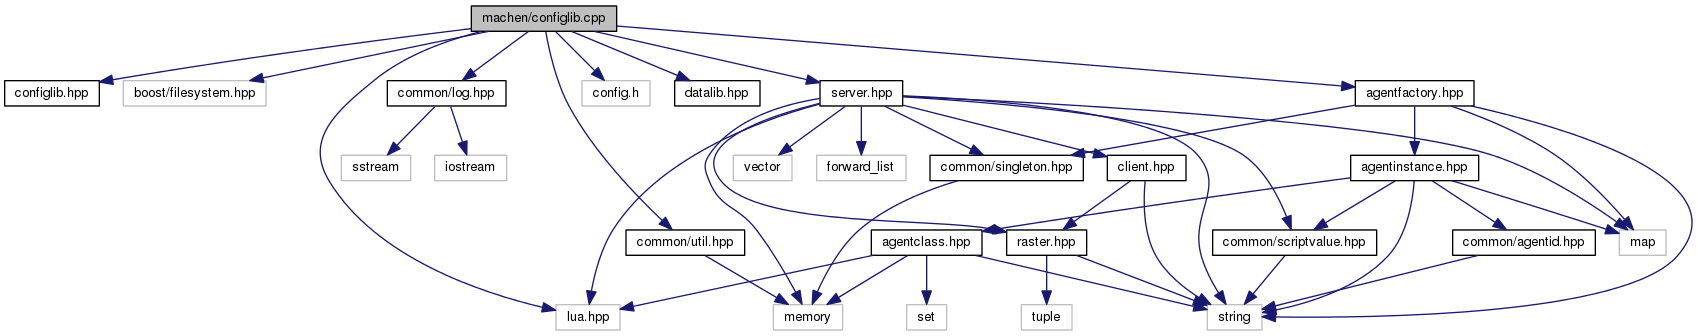 machen/configlib.cpp
configlib.hpp
boost/filesystem.hpp
common/log.hpp
config.h
datalib.hpp
server.hpp
agentfactory.hpp
sstream
iostream
vector
forward_list
common/singleton.hpp
client.hpp
agentinstance.hpp
common/util.hpp
agentclass.hpp
raster.hpp
common/scriptvalue.hpp
common/agentid.hpp
map
lua.hpp
memory
set
tuple
string